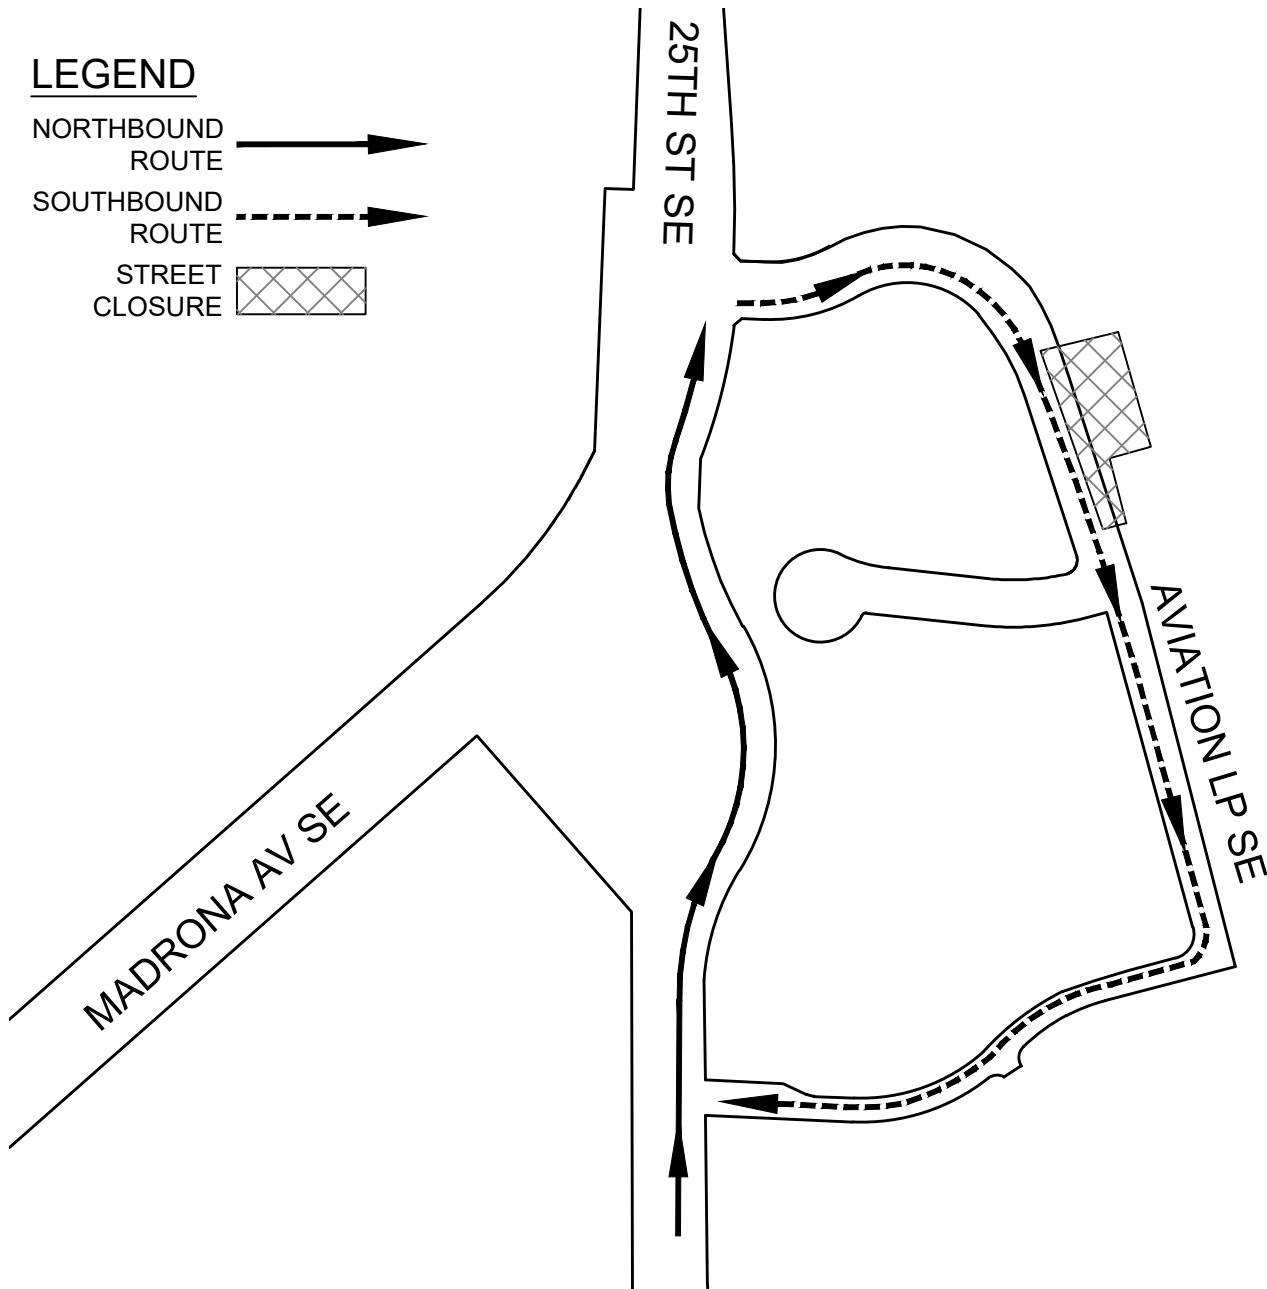 LEGEND
NORTHBOUND
ROUTE
SOUTHBOUND
ROUTE
STREET
CLOSURE
25TH ST SE
AVIATION LP SE
MADRONA AV SE